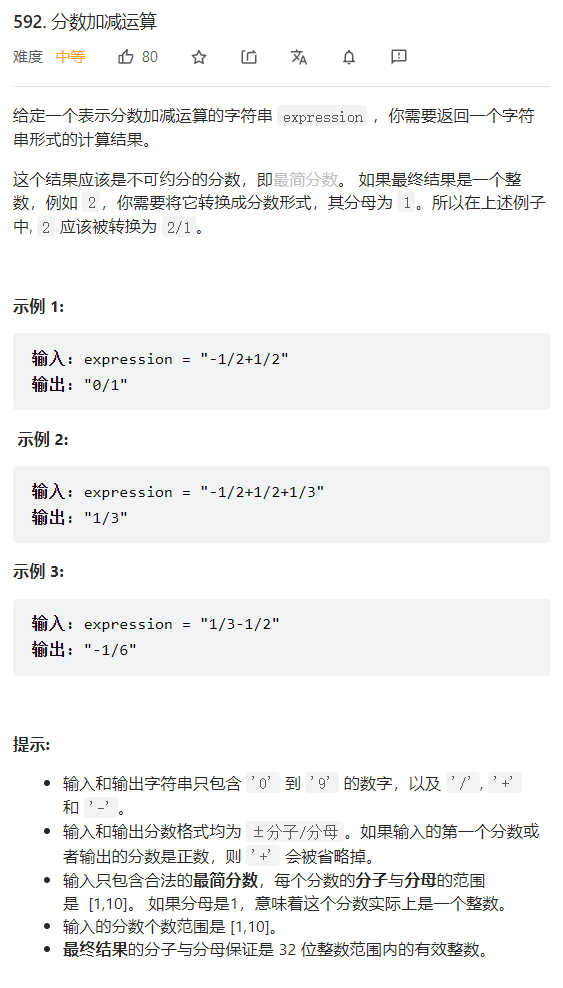 592. 分数加减运算
难度 中等 80
给定一个表示分数加减运算的字符串 expression ，你需要返回一个字符
串形式的计算结果。
这个结果应该是不可约分的分数，即最简分数。 如果最终结果是一个整
数，例如 2 ，你需要将它转换成分数形式，其分母为 1 。所以在上述例子
中, 2 应该被转换为 2/1 。
示例 1:
输入：expression = "-1/2+1/2"
输出："0/1"
示例 2:
输入：expression = "-1/2+1/2+1/3"
输出："1/3"
示例 3:
输入：expression = "1/3-1/2"
输出："-1/6"
提示:
• 输入和输出字符串只包含 '0' 到 '9' 的数字，以及 '/', '+'
和 '-'。
• 输入和输出分数格式均为 ±分子/分母。如果输入的第一个分数或
者输出的分数是正数，则 '+' 会被省略掉。
• 输入只包含合法的最简分数，每个分数的分子与分母的范围
是 [1,10]。 如果分母是1，意味着这个分数实际上是一个整数。
• 输入的分数个数范围是 [1,10]。
• 最终结果的分子与分母保证是 32 位整数范围内的有效整数。